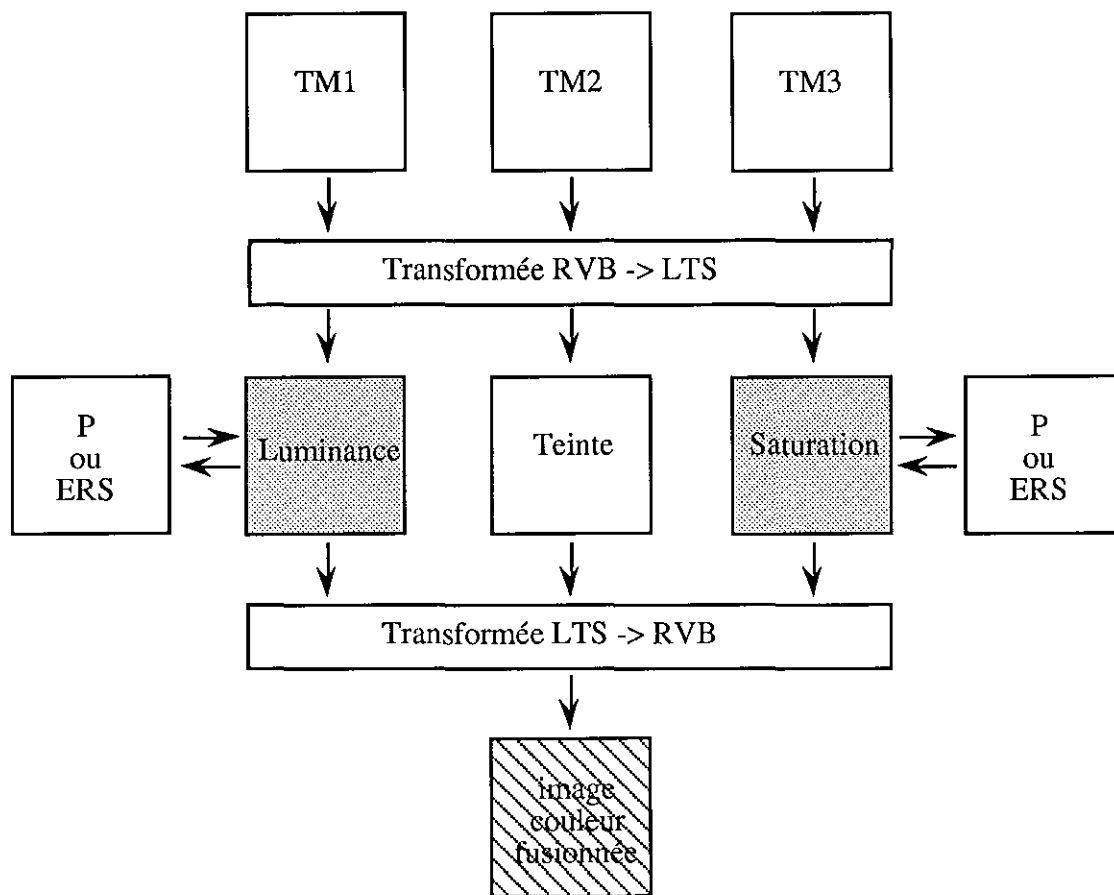 TM1
TM2
TM3
Transformée RVB -> LTS
P
ou
ERS
Luminance
Teinte
Saturation
P
ou
ERS
Transformée LTS -> RVB
image
couleur
fusionnée